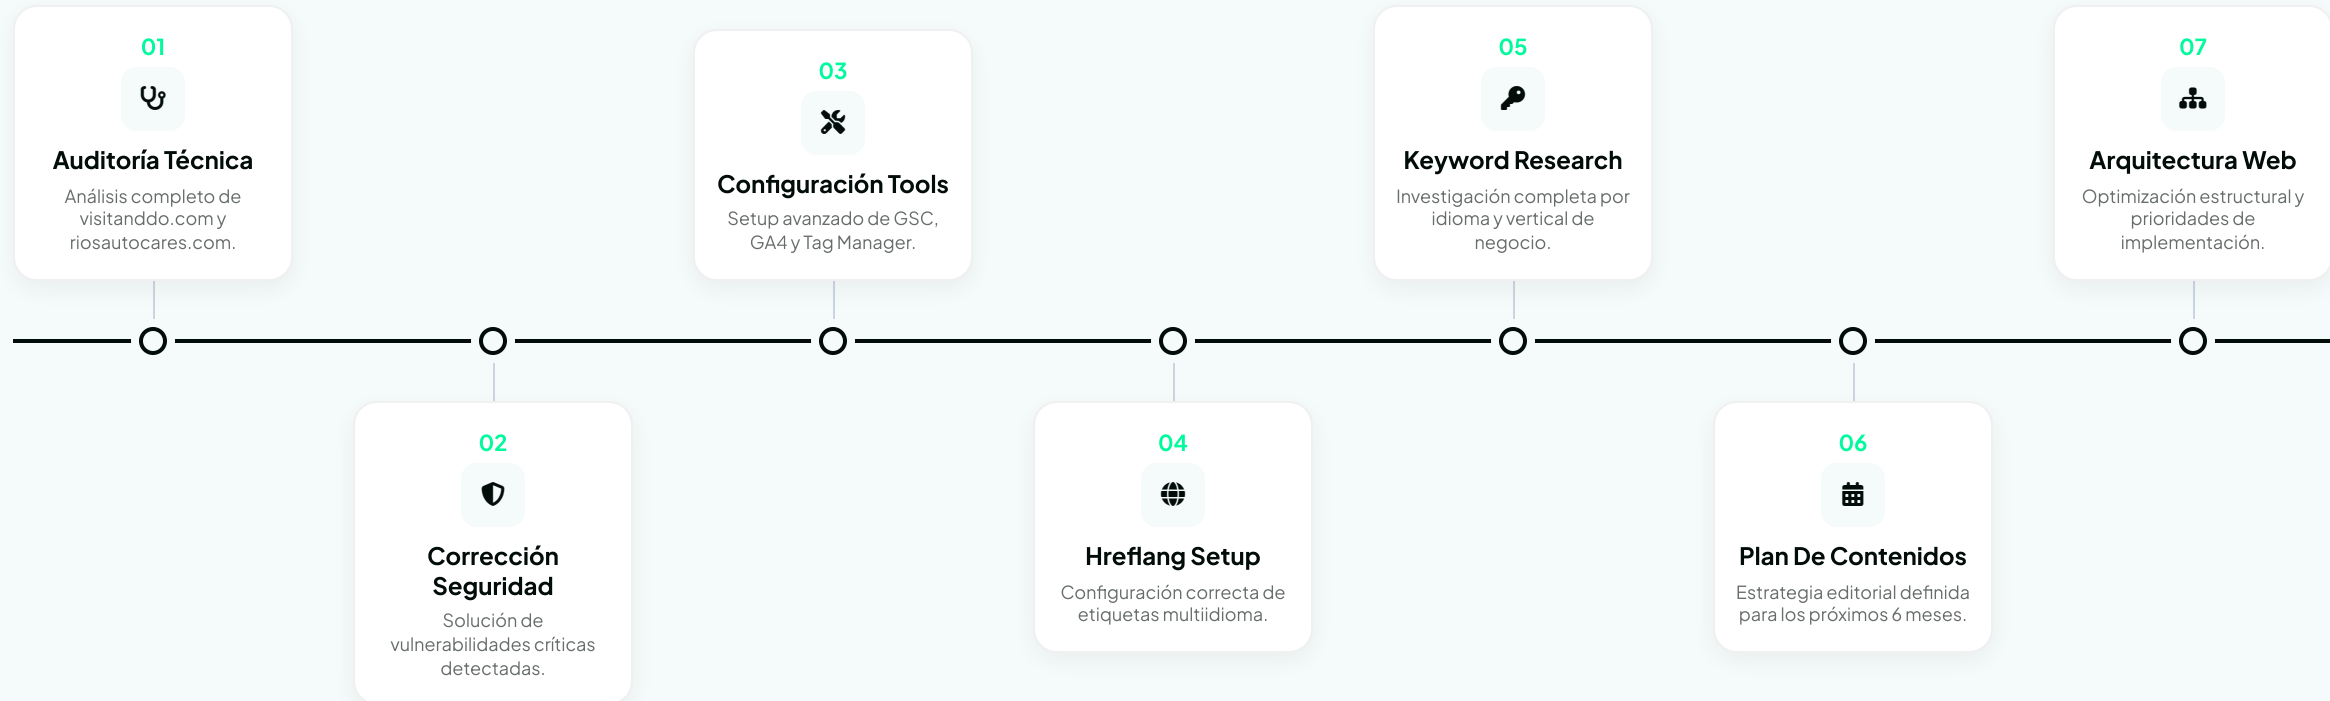 01
Auditoría Técnica
Análisis completo de
visitanddo.com y
riosautocares.com.
02
Corrección
Seguridad
Solución de
vulnerabilidades críticas
detectadas.
03
Configuración Tools
Setup avanzado de GSC,
GA4 y Tag Manager.
04
Hreflang Setup
Configuración correcta de
etiquetas multiidioma.
05
Keyword Research
Investigación completa por
idioma y vertical de
negocio.
06
Plan De Contenidos
Estrategia editorial definida
para los próximos 6 meses.
07
Arquitectura Web
Optimización estructural y
prioridades de
implementación.